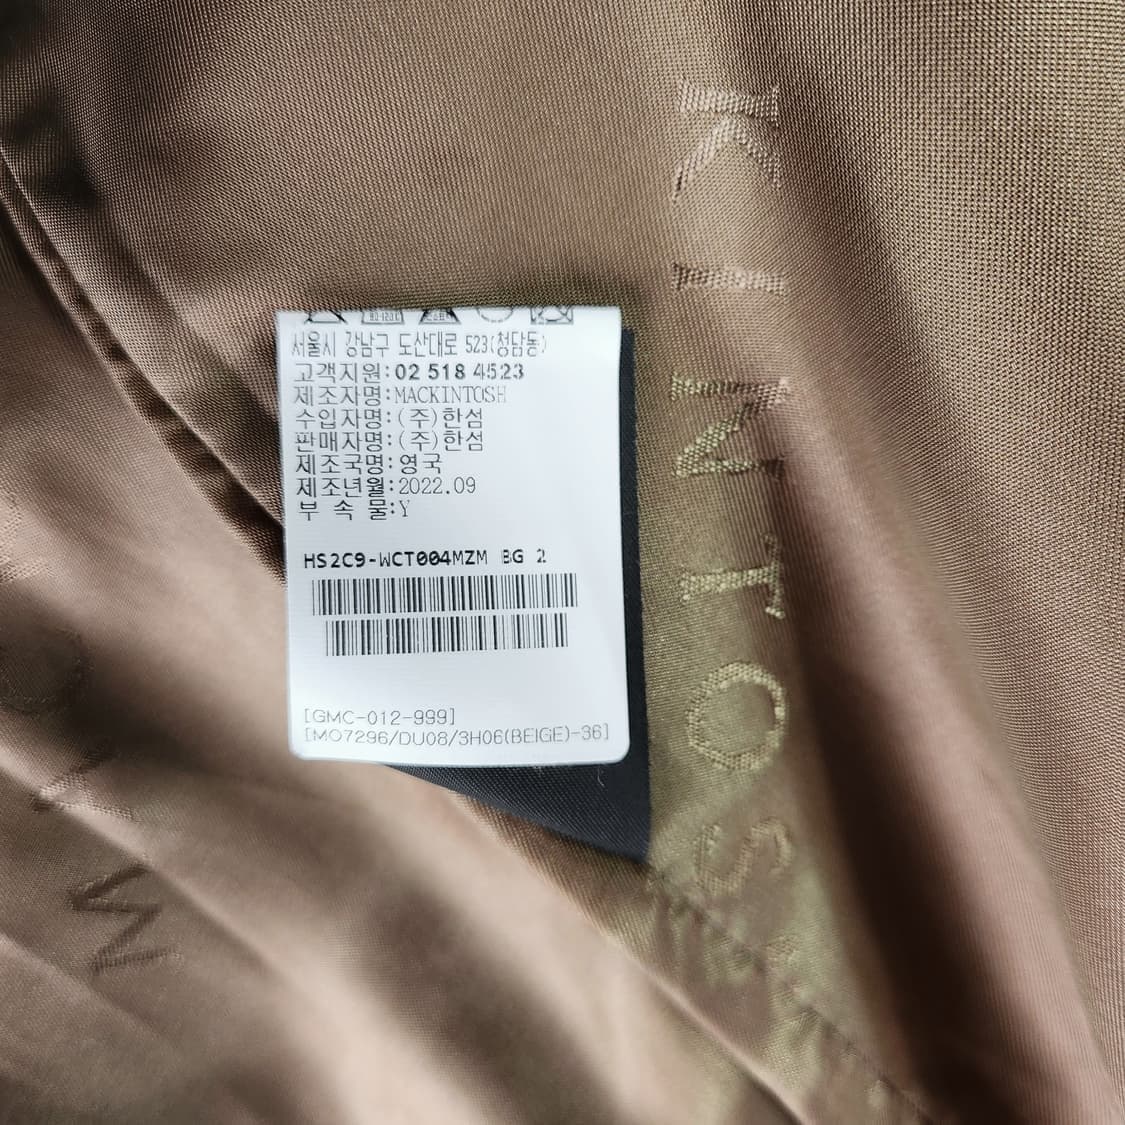 서울시 강남구 도산대로 523(청담동)
고객지원:02 518 4523
제조자명:MACKINTOSH
수입자명:(주)한섬
판매자명:(주)한섬
제조국명:영국
제조년월:2022.09
부 속 물:Y
HS2C9-WCT004MZM BG 2
[GMC-012-999]
[MO7296/DU08/3H06(BEIGE)-36]
KINTOS